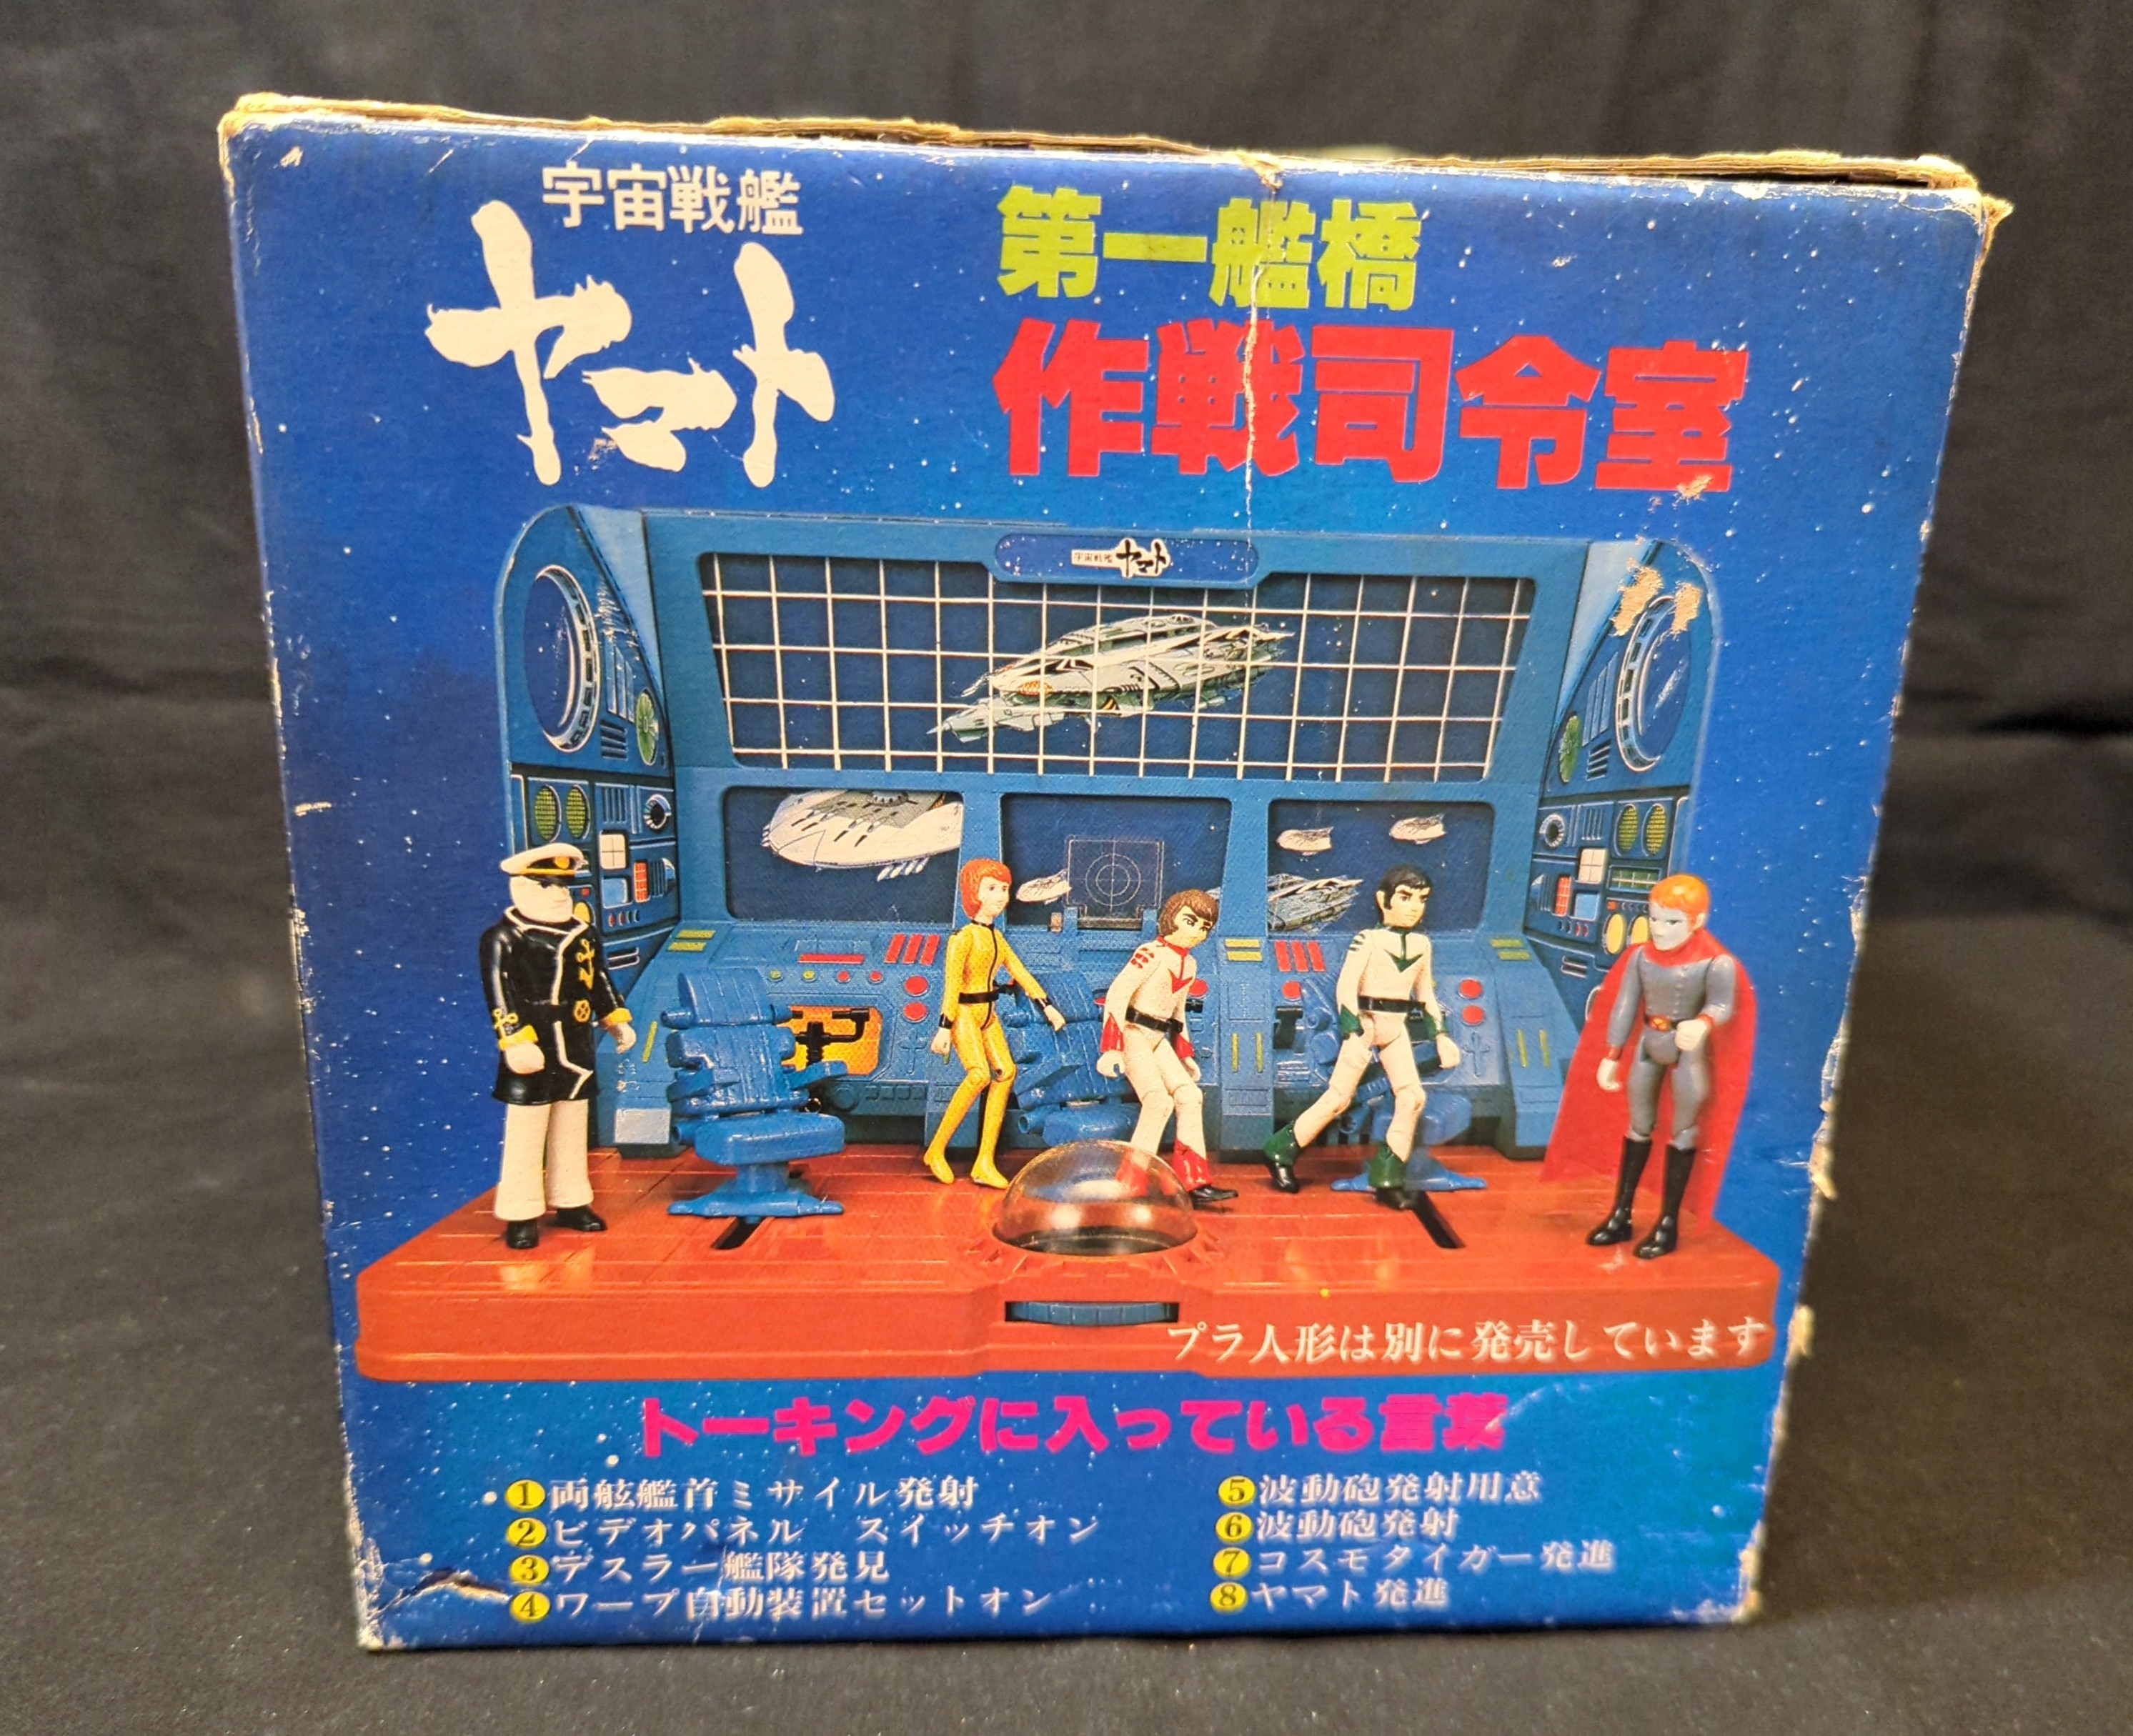 宇宙戦艦
ヤマト
第一艦橋
作戦司令室
宇宙戦艦ヤマト
プラ人形は別に発売しています
トーキングに入っている言葉
①両舷艦首ミサイル発射
②ビデオパネル スイッチオン
③デスラー艦隊発見
④ワープ自動装置セットオン
⑤波動砲発射用意
⑥波動砲発射
⑦コスモタイガー発進
⑧ヤマト発進